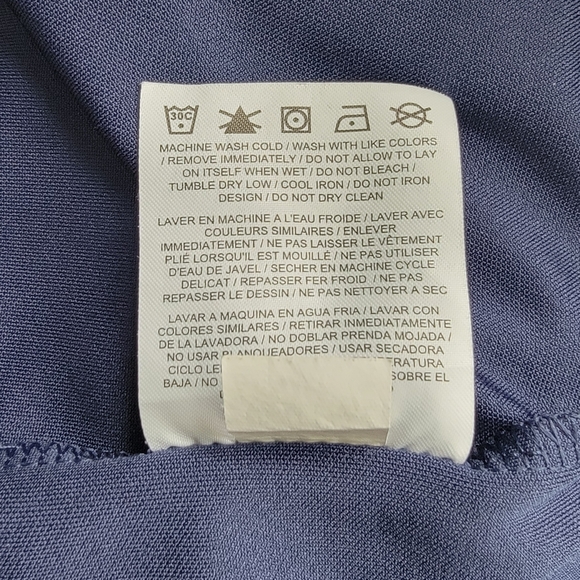 30C
MACHINE WASH COLD / WASH WITH LIKE COLORS
/ REMOVE IMMEDIATELY / DO NOT ALLOW TO LAY
ON ITSELF WHEN WET / DO NOT BLEACH /
TUMBLE DRY LOW / COOL IRON / DO NOT IRON
DESIGN / DO NOT DRY CLEAN
LAVER EN MACHINE A L'EAU FROIDE / LAVER AVEC
COULEURS SIMILAIRES / ENLEVER
IMMEDIATEMENT / NE PAS LAISSER LE VÊTEMENT
PLIÉ LORSQU'IL EST MOUILLÉ / NE PAS UTILISER
D'EAU DE JAVEL / SECHER EN MACHINE CYCLE
DELICAT / REPASSER FER FROID / NE PAS
REPASSER LE DESSIN / NE PAS NETTOYER A SEC
LAVAR A MAQUINA EN AGUA FRIA / LAVAR CON
COLORES SIMILARES / RETIRAR INMEDIATAMENTE
DE LA LAVADORA / NO DOBLAR PRENDA MOJADA /
NO USAR BLANQUEADORES / USAR SECADORA
CICLO
BAJA / NO SOBRE EL